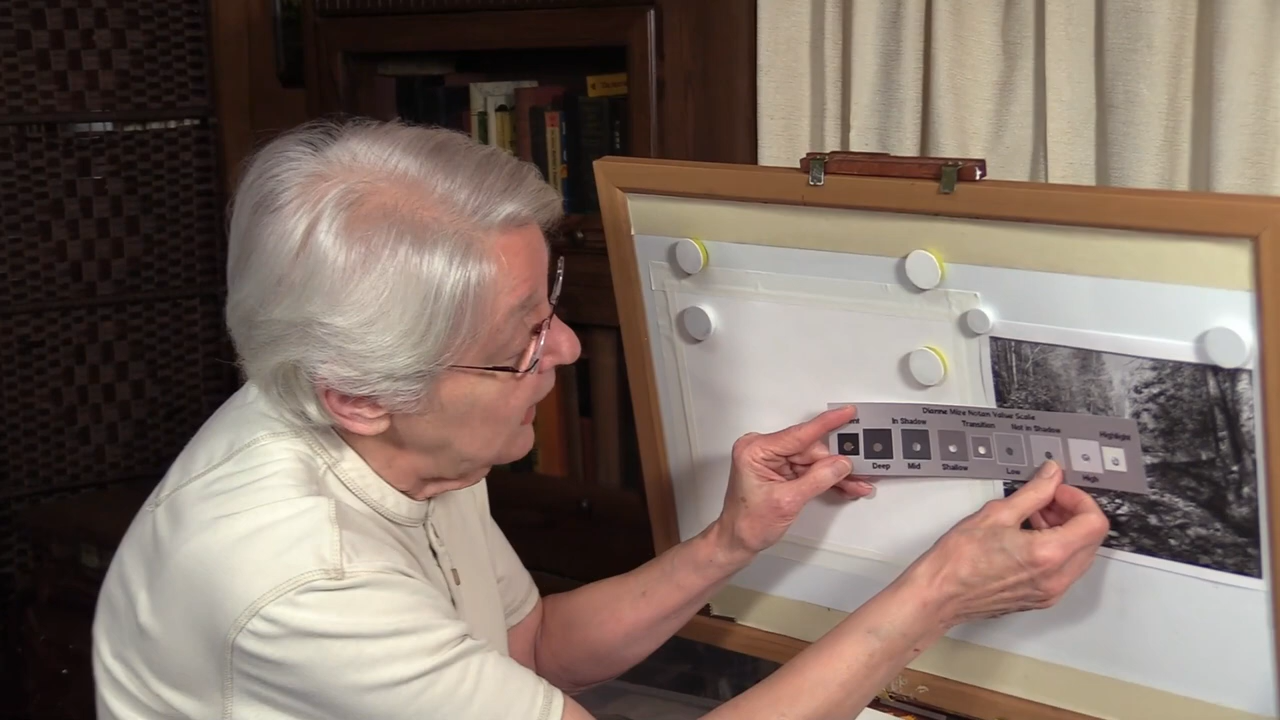 Dianne Mize Notan Value Scale
In Shadow Transition Not in Shadow Highlight
Deep Mid Shallow Low High